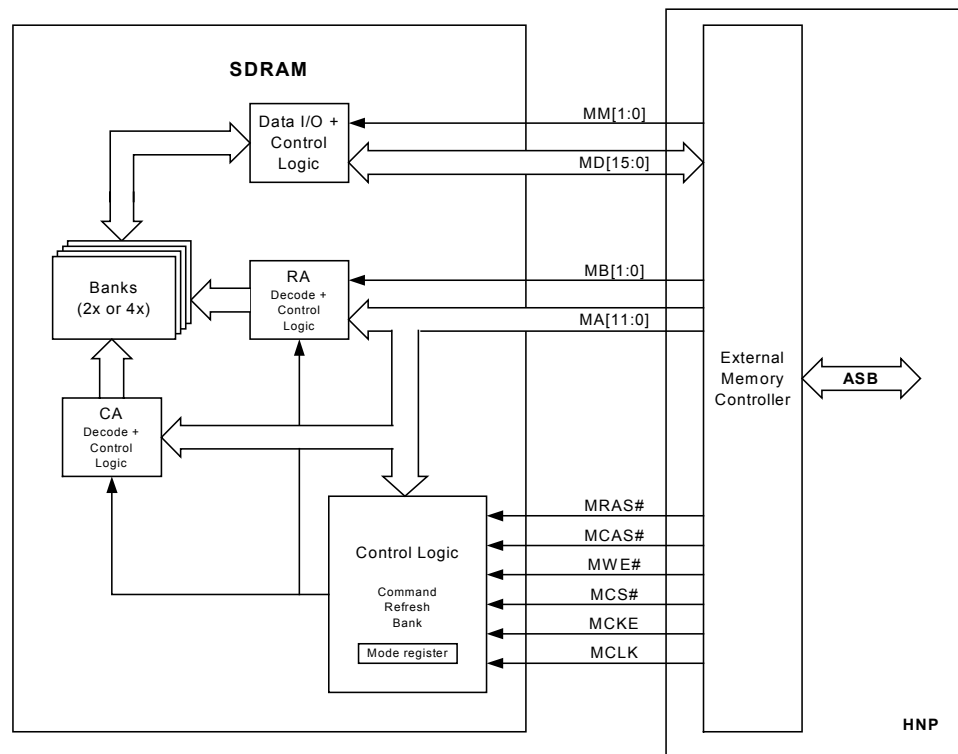 SDRAM
Data I/O +
Control
Logic
MM[1:0]
MD[15:0]
Banks
(2x or 4x)
RA
Decode +
Control
Logic
MB[1:0]
MA[11:0]
External
Memory
Controller
ASB
CA
Decode +
Control
Logic
Control Logic
Command
Refresh
Bank
Mode register
MRAS#
MCAS#
MWE#
MCS#
MCKE
MCLK
HNP